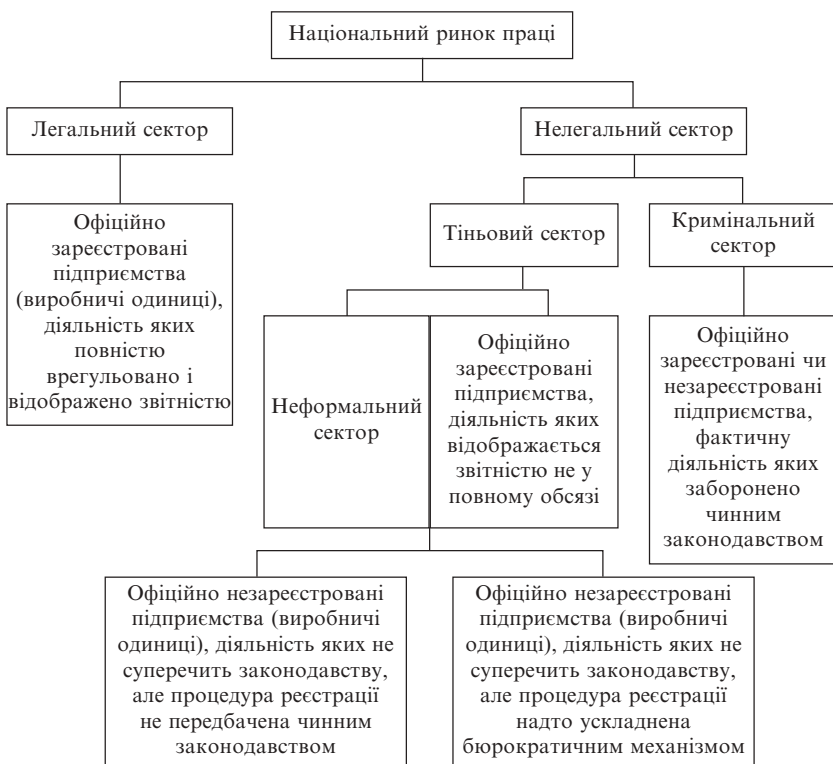 Національний ринок праці
Легальний сектор
Нелегальний сектор
Офіційно
зареєстровані
підприємства
(виробничі одиниці),
діяльність яких
повністю
врегульовано і
відображено звітністю
Тіньовий сектор
Кримінальний
сектор
Неформальний
сектор
Офіційно
зареєстровані
підприємства,
діяльність яких
відображається
звітністю не у
повному обсязі
Офіційно
зареєстровані чи
незареєстровані
підприємства,
фактичну
діяльність яких
заборонено
чинним
законодавством
Офіційно незареєстровані
підприємства (виробничі
одиниці), діяльність яких не
суперечить законодавству,
але процедура реєстрації
не передбачена чинним
законодавством
Офіційно незареєстровані
підприємства (виробничі
одиниці), діяльність яких не
суперечить законодавству,
але процедура реєстрації
надто ускладнена
бюрократичним механізмом